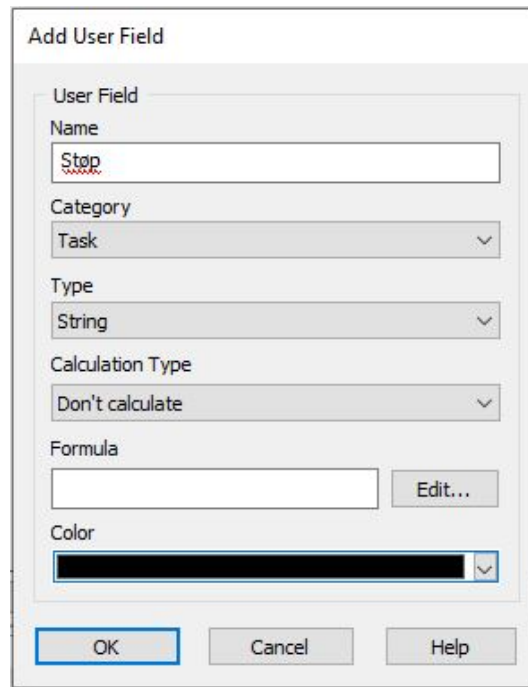 Add User Field
User Field
Name
Støp
Category
Task
Type
String
Calculation Type
Don't calculate
Formula
Edit...
Color
OK Cancel Help